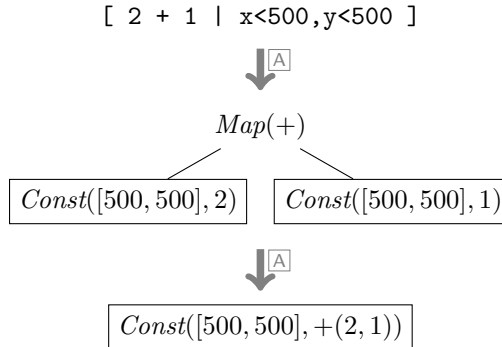 [ 2 + 1 | x<500,y<500 ]
A
Map(+)
Const([500, 500], 2) Const([500, 500], 1)
A
Const([500, 500], +(2, 1))